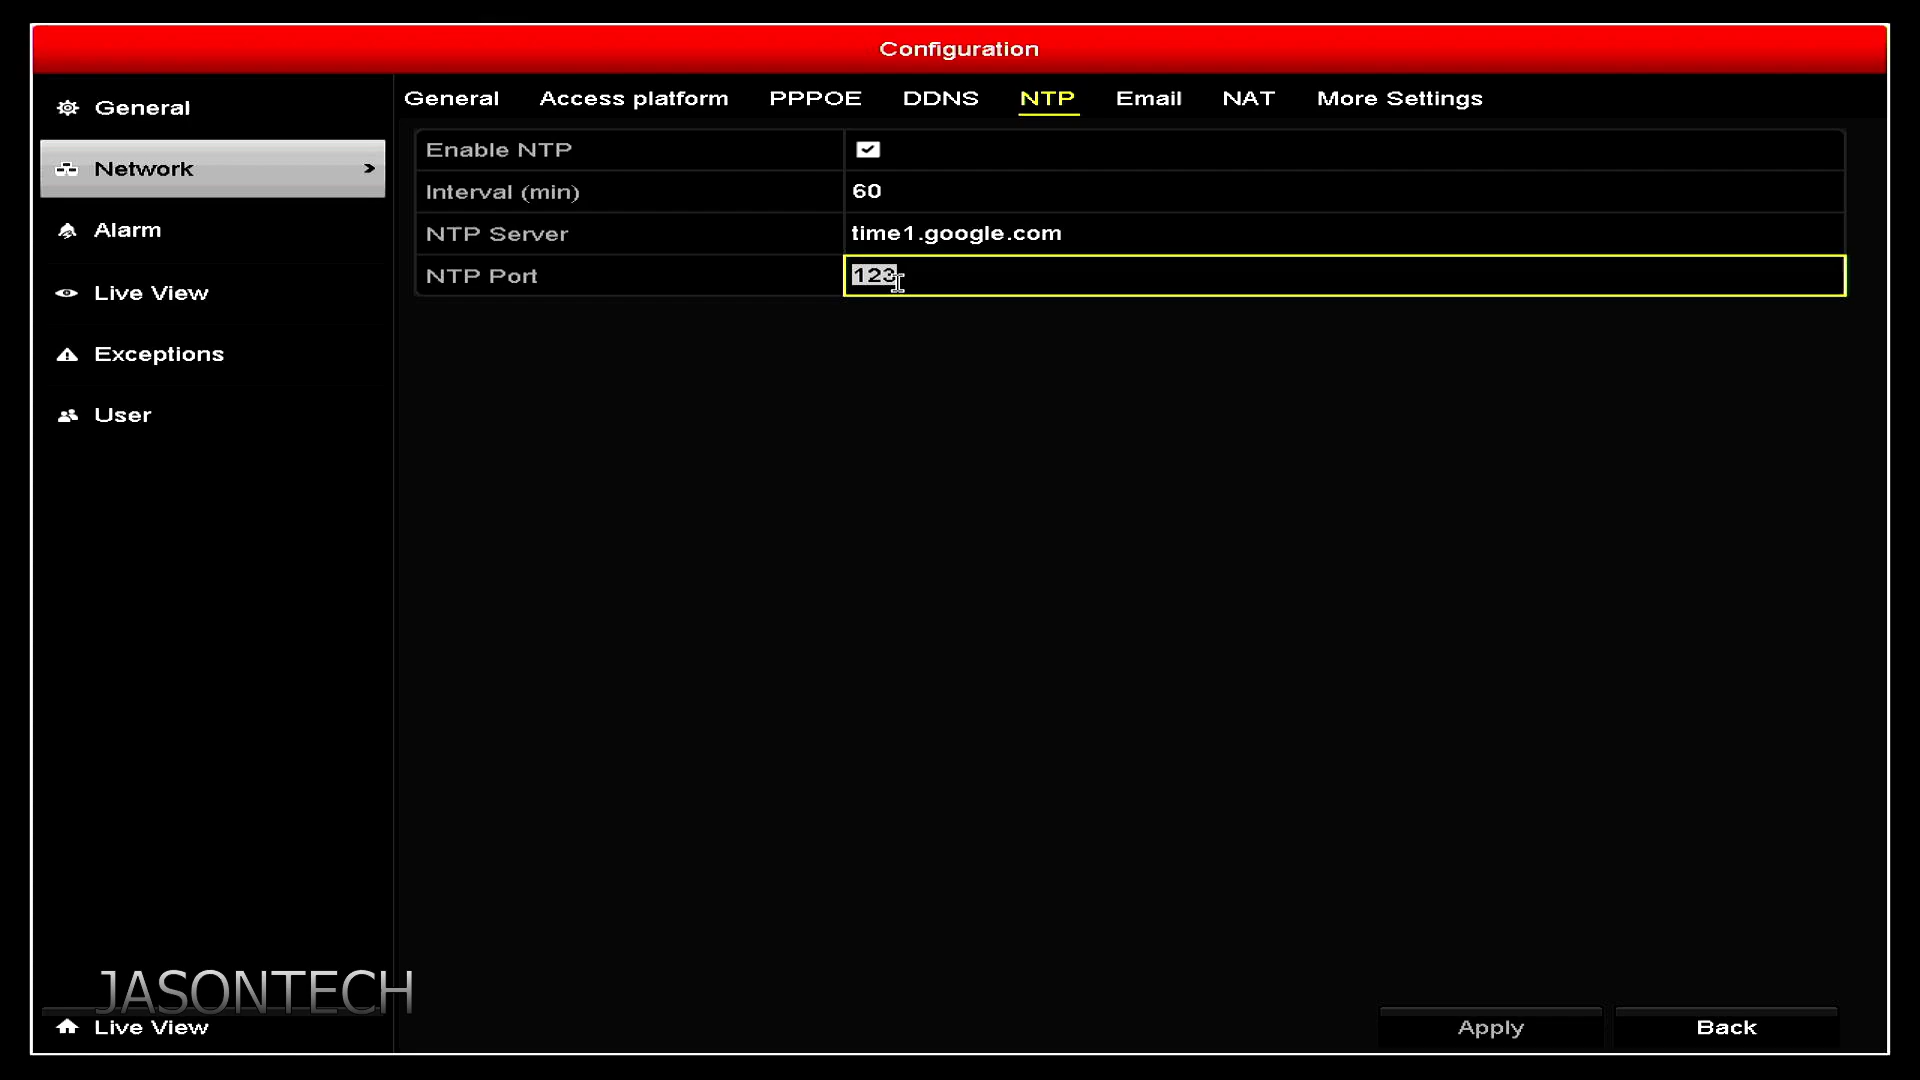 Configuration
General
Network
Alarm
Live View
Exceptions
User
General Access platform PPPOE DDNS NTP Email NAT More Settings
Enable NTP
Interval (min) 60
NTP Server time1.google.com
NTP Port 123
JASONTECH
Live View
Apply Back